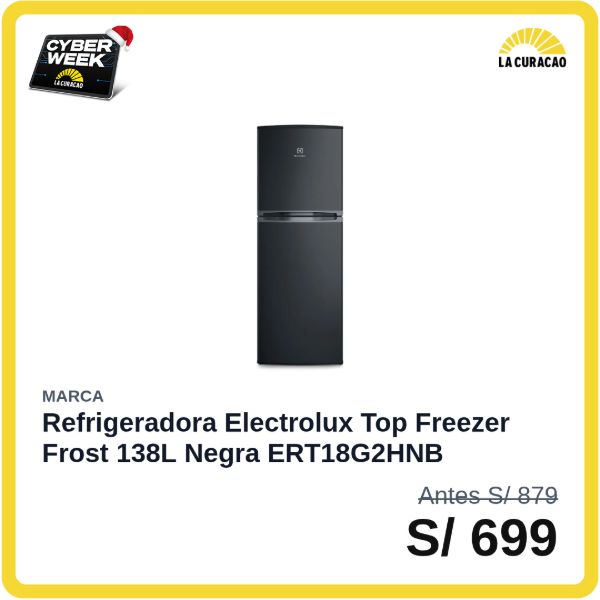 CYBER
WEEK
LA CURACAO
LA CURACAO
MARCA
Refrigeradora Electrolux Top Freezer
Frost 138L Negra ERT18G2HNB
Antes S/ 879
S/ 699